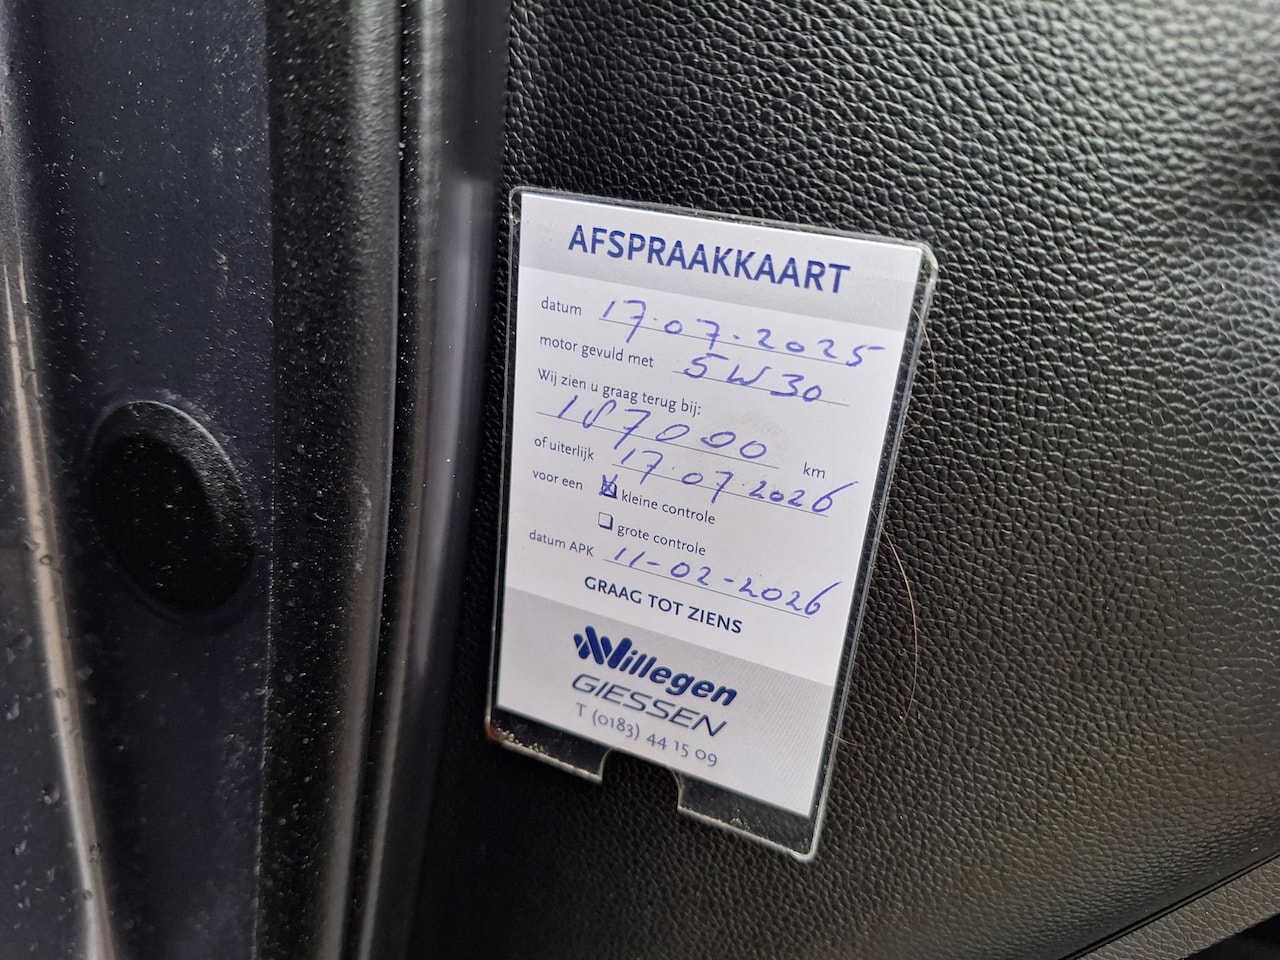 AFSPRAAKKAART
datum 17.07.2025
motor gevuld met 5W30
Wij zien u graag terug bij:
187000 km
of uiterlijk 17.07.2026
voor een ☒ kleine controle
☐ grote controle
datum APK 11-02-2026
GRAAG TOT ZIENS
Willegen
GIESSEN
T (0183) 44 15 09